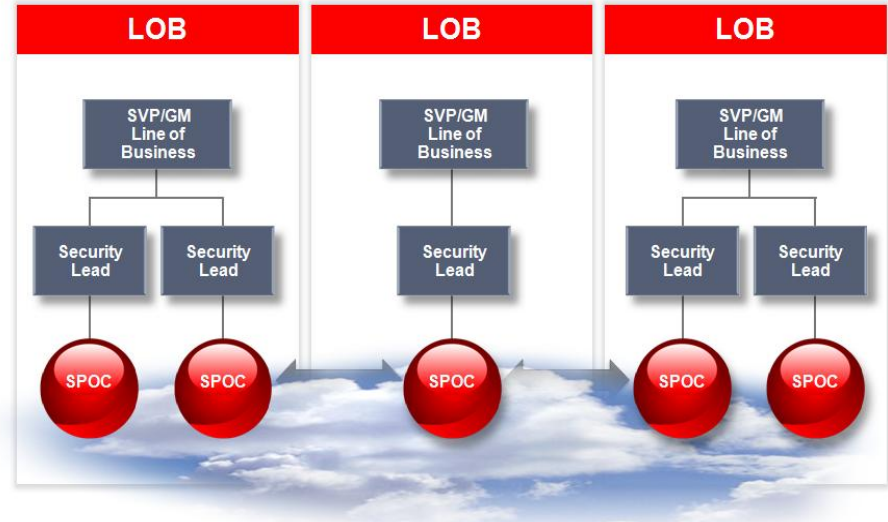 LOB
LOB
LOB
SVP/GM
Line of
Business
SVP/GM
Line of
Business
SVP/GM
Line of
Business
Security
Lead
Security
Lead
Security
Lead
Security
Lead
Security
Lead
SPOC
SPOC
SPOC
SPOC
SPOC